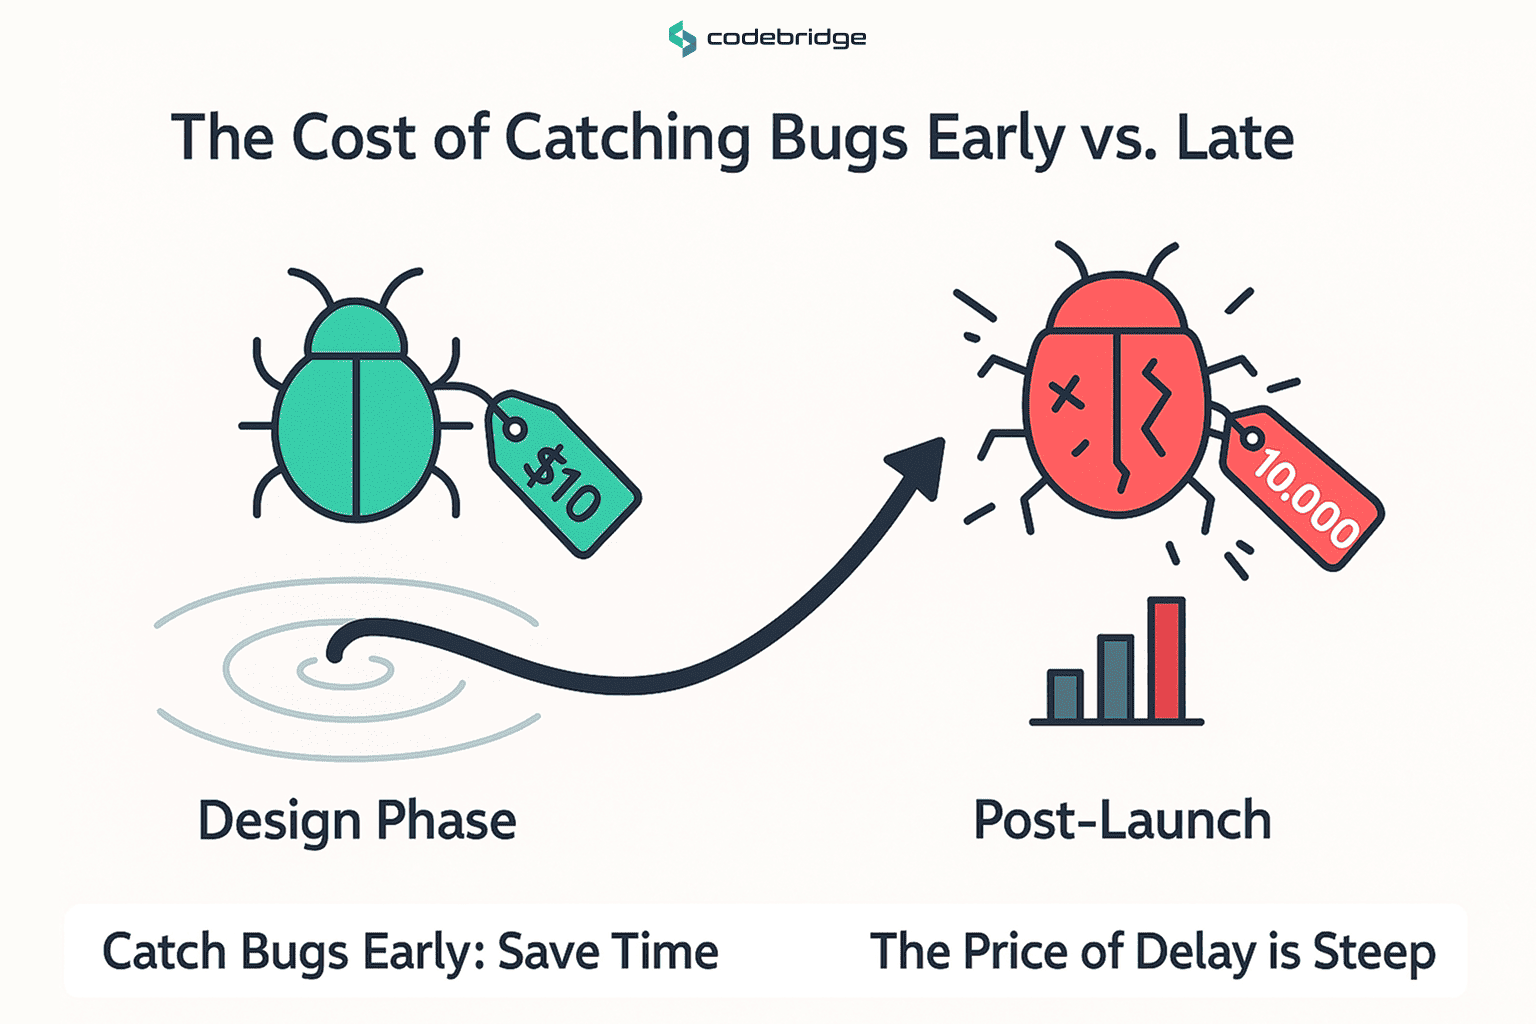 codebridge
The Cost of Catching Bugs Early vs. Late
$10
10.000
Design Phase
Post-Launch
Catch Bugs Early: Save Time
The Price of Delay is Steep